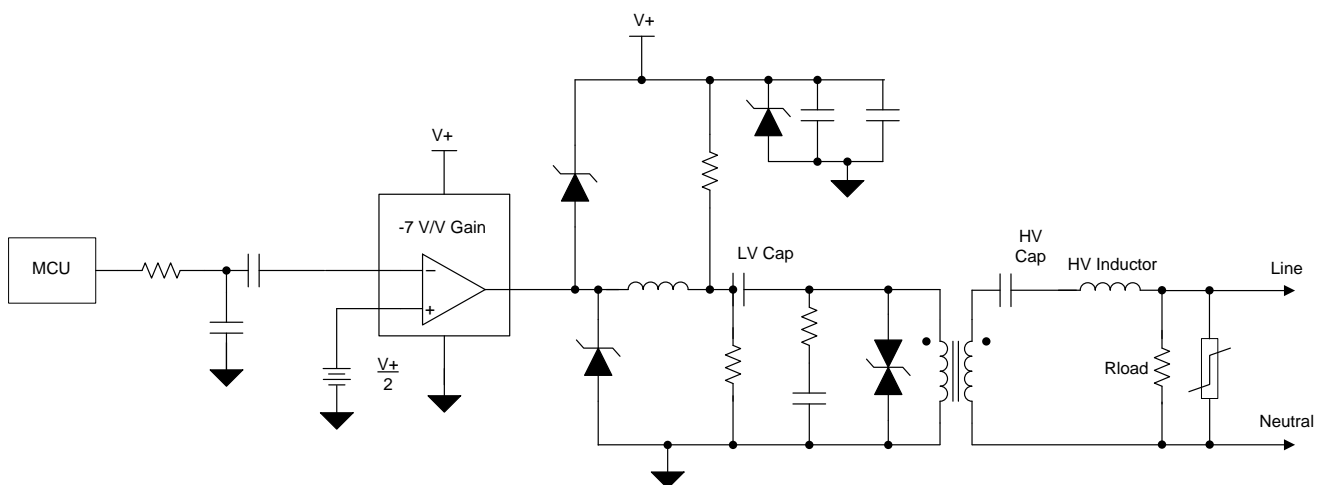 V+
V+
-7 V/V Gain
MCU
V+
2
LV Cap
HV
Cap
HV Inductor
Line
Rload
Neutral